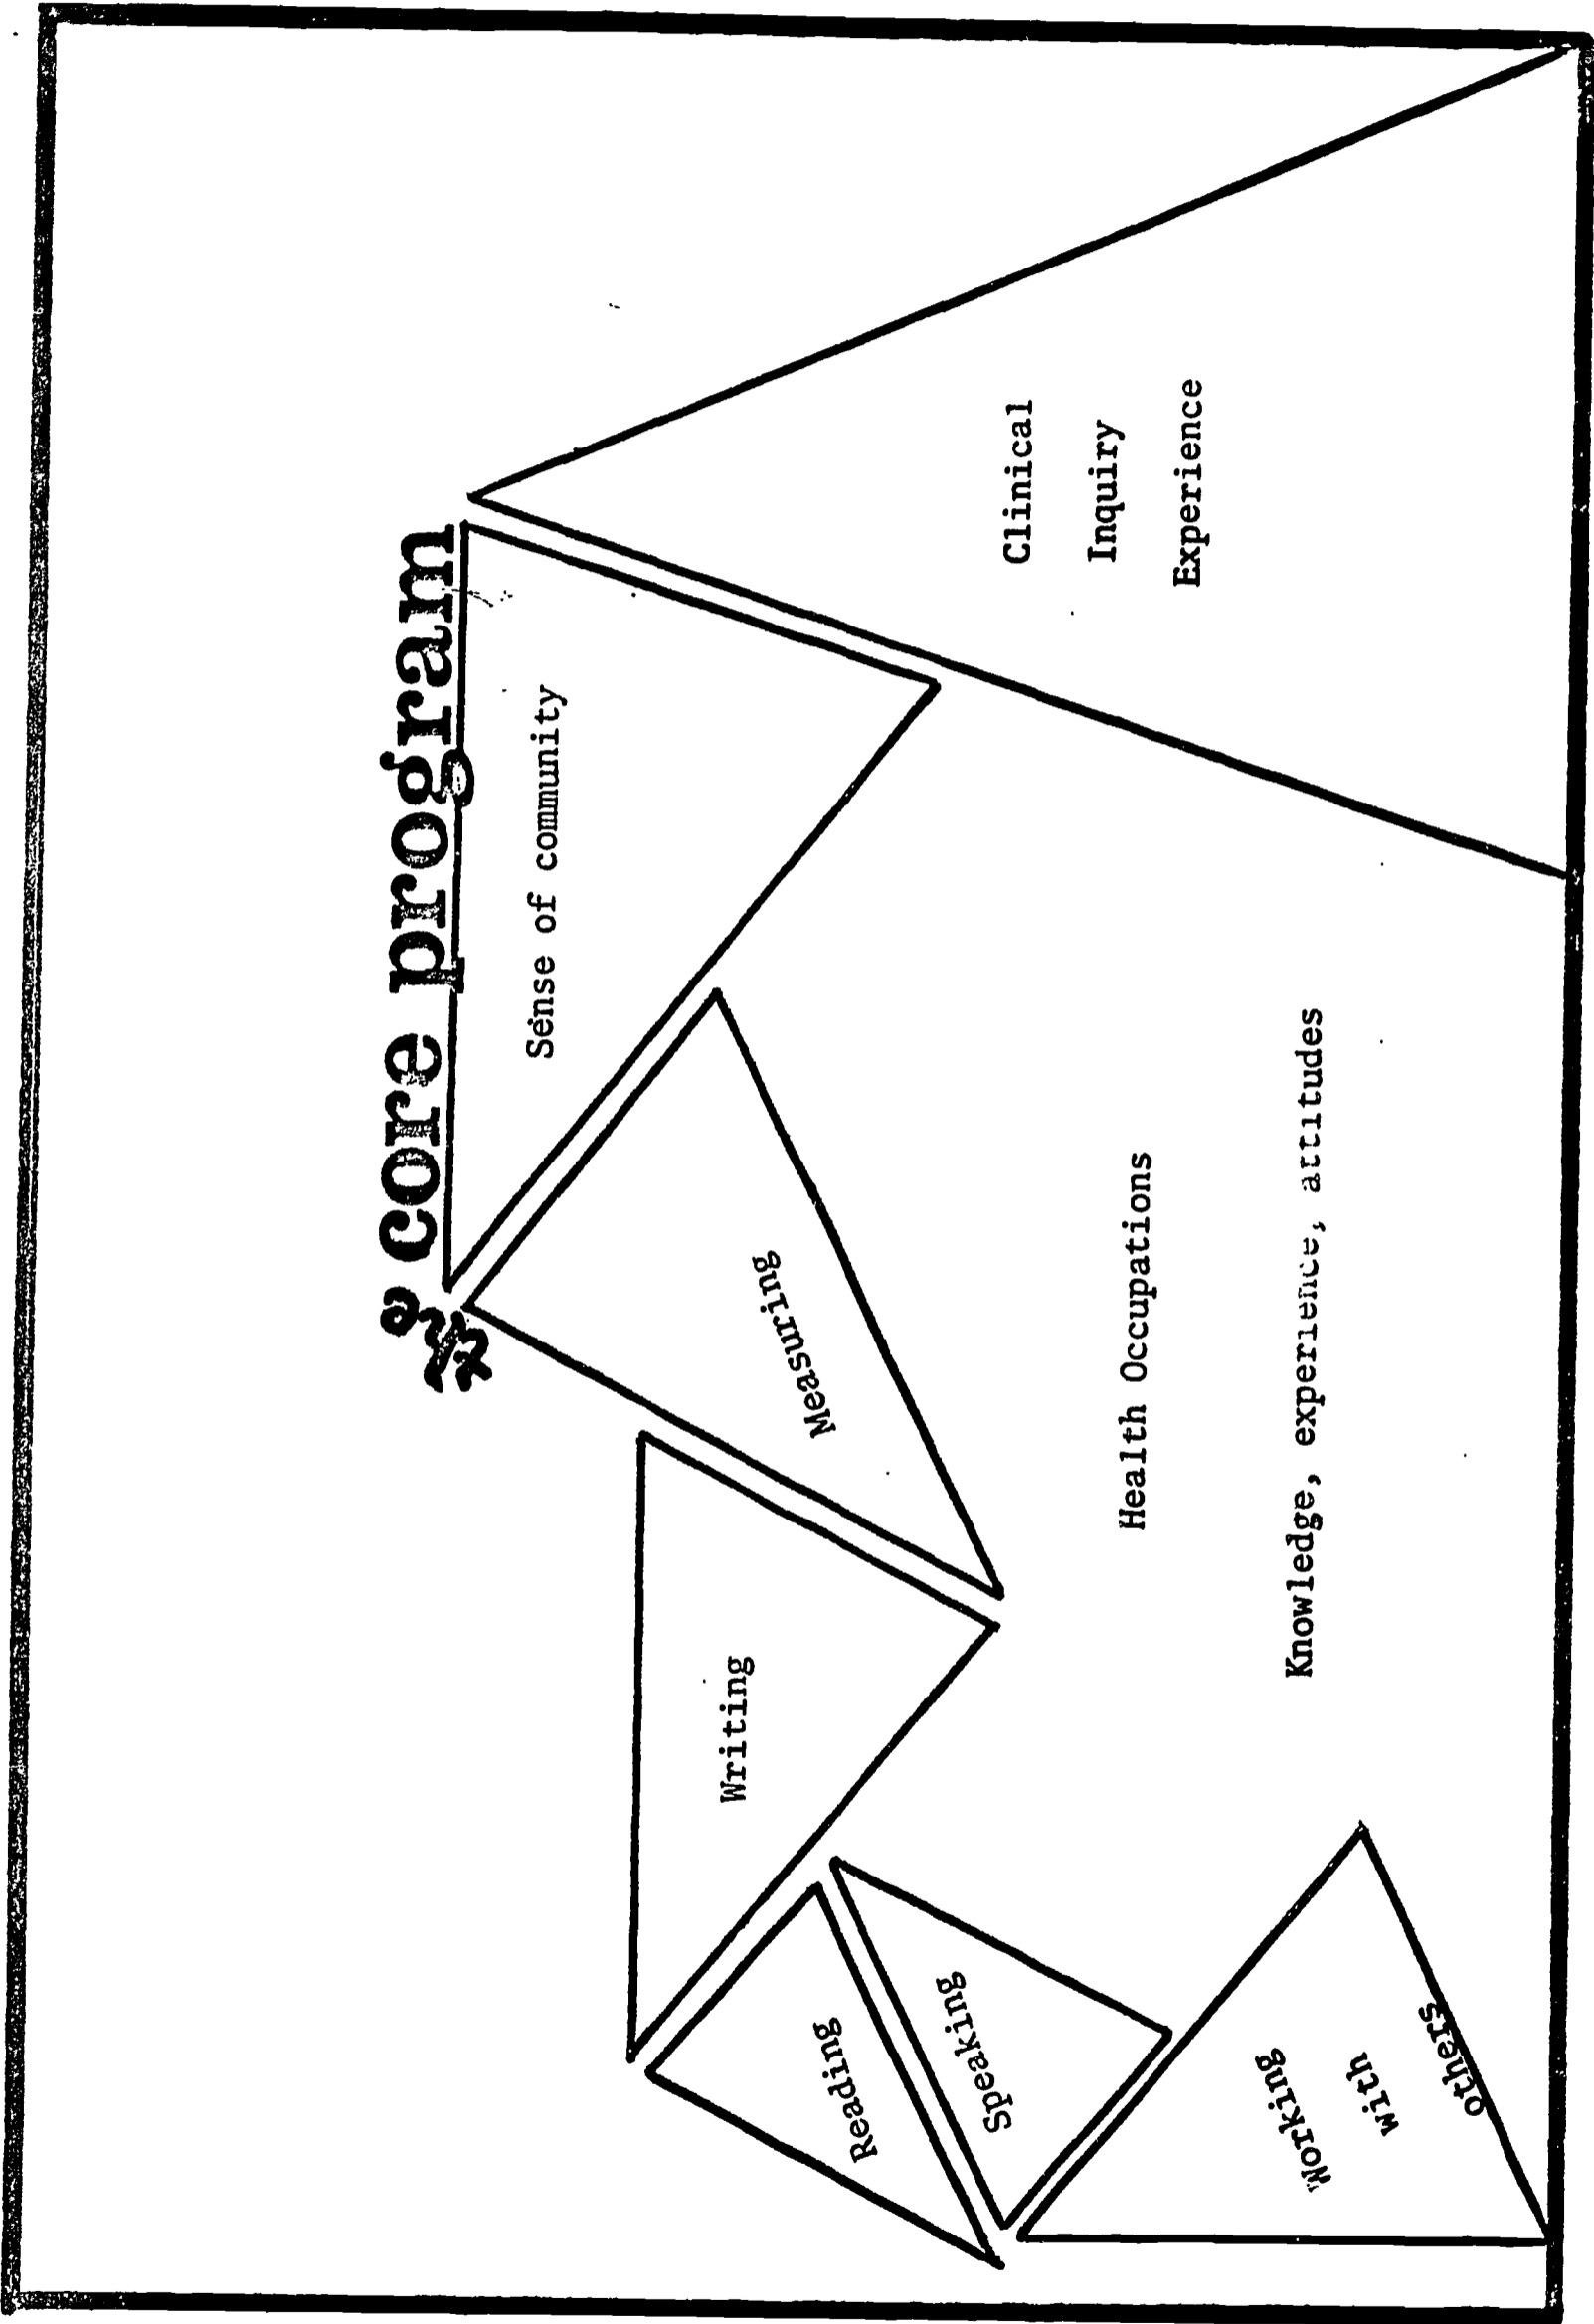 the core program
Sense of community
Measuring
Writing
Reading
Speaking
Working
with
others
Health Occupations
Knowledge, experience, attitudes
Clinical
Inquiry
Experience